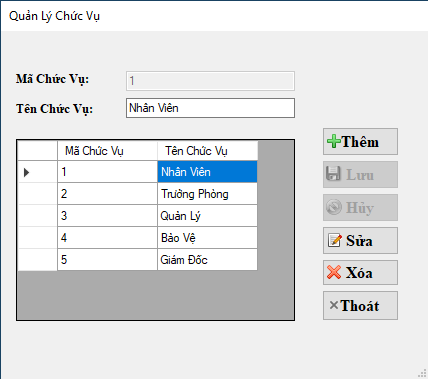 Quản Lý Chức Vụ
Mã Chức Vụ: 1
Tên Chức Vụ: Nhân Viên
Mã Chức Vụ Tên Chức Vụ
1 Nhân Viên
2 Trưởng Phòng
3 Quản Lý
4 Bảo Vệ
5 Giám Đốc
Thêm
Lưu
Hủy
Sửa
Xóa
Thoát